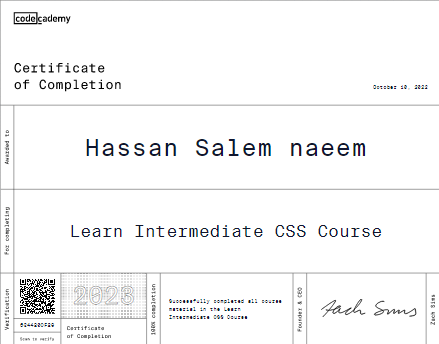 codecademy
Certificate
of Completion
October 10, 2022
Awarded to
Hassan Salem naeem
For completing
Learn Intermediate CSS Course
Verification
Scan to verify
2023
Certificate
of Completion
100% completion
Successfully completed all course
material in the Learn
Intermediate CSS Course
Founder & CEO
Zach Sims
Zach Sims